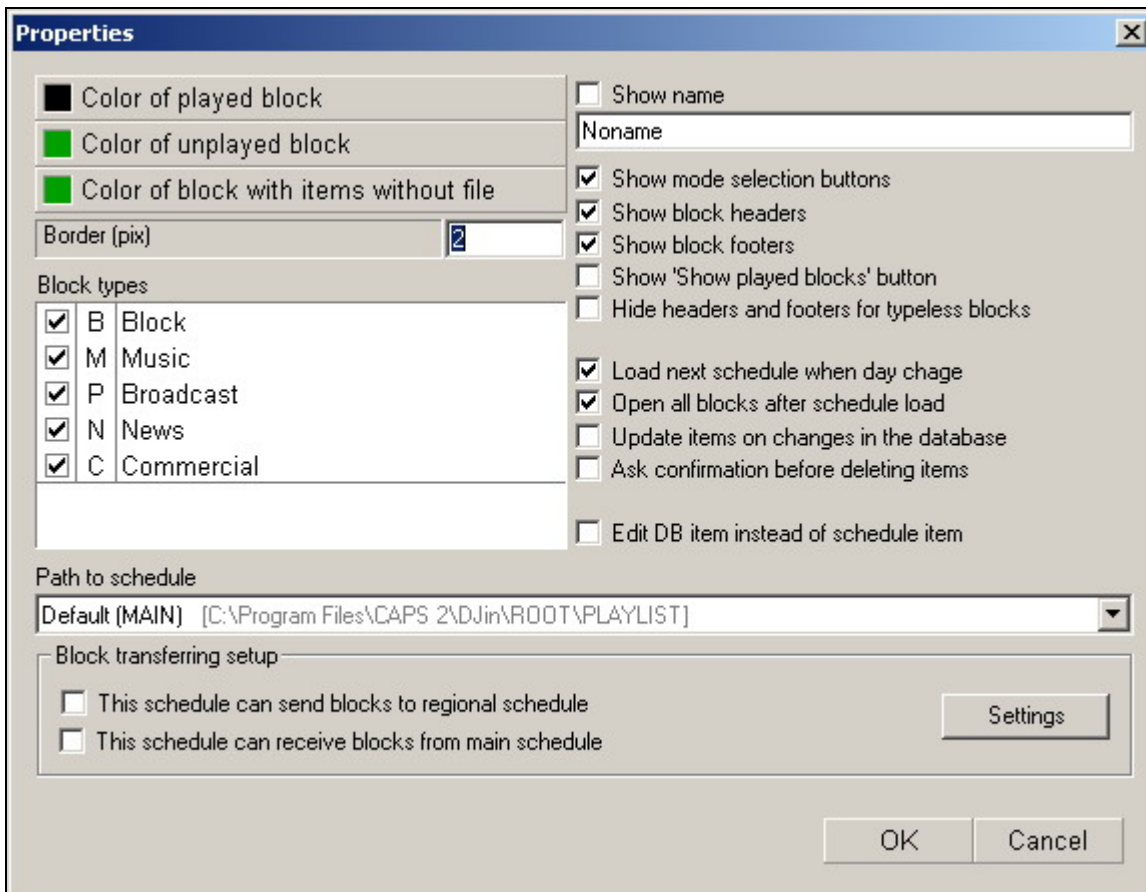 Properties
Color of played block
Color of unplayed block
Color of block with items without file
Border (pix) 2
Block types
B Block
M Music
P Broadcast
N News
C Commercial
Show name
Noname
Show mode selection buttons
Show block headers
Show block footers
Show 'Show played blocks' button
Hide headers and footers for typeless blocks
Load next schedule when day chage
Open all blocks after schedule load
Update items on changes in the database
Ask confirmation before deleting items
Edit DB item instead of schedule item
Path to schedule
Default (MAIN) [C:\Program Files\CAPS 2\DJin\ROOT\PLAYLIST]
Block transferring setup
This schedule can send blocks to regional schedule
This schedule can receive blocks from main schedule
Settings
OK Cancel